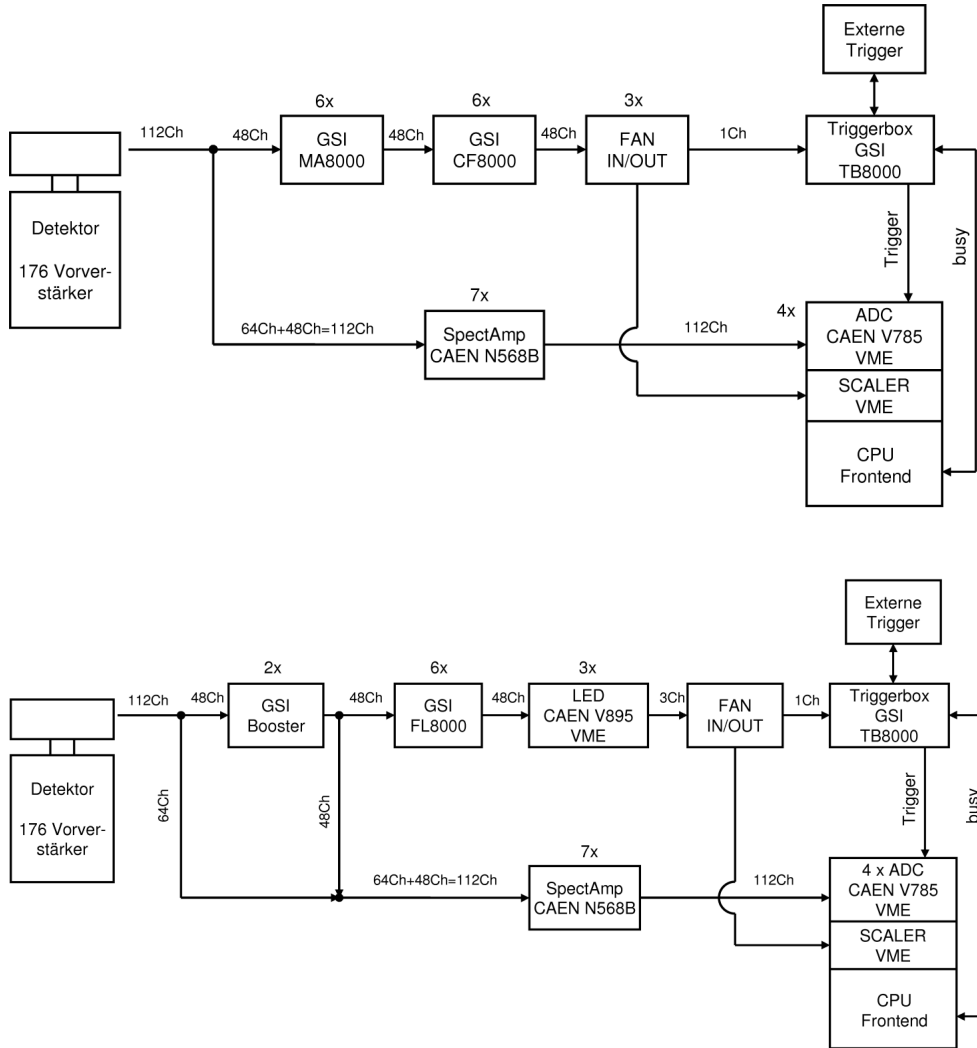 Externe
Trigger
6x
6x
3x
112Ch
48Ch
GSI
MA8000
48Ch
GSI
CF8000
48Ch
FAN
IN/OUT
1Ch
Triggerbox
GSI
TB8000
Detektor
176 Vorver-
stärker
Trigger
busy
7x
4x
64Ch+48Ch=112Ch
SpectAmp
CAEN N568B
112Ch
ADC
CAEN V785
VME
SCALER
VME
CPU
Frontend
Externe
Trigger
2x
6x
3x
112Ch
48Ch
GSI
Booster
48Ch
GSI
FL8000
48Ch
LED
CAEN V895
VME
3Ch
FAN
IN/OUT
1Ch
Triggerbox
GSI
TB8000
Detektor
176 Vorver-
stärker
64Ch
48Ch
Trigger
busy
7x
64Ch+48Ch=112Ch
SpectAmp
CAEN N568B
112Ch
4 x ADC
CAEN V785
VME
SCALER
VME
CPU
Frontend